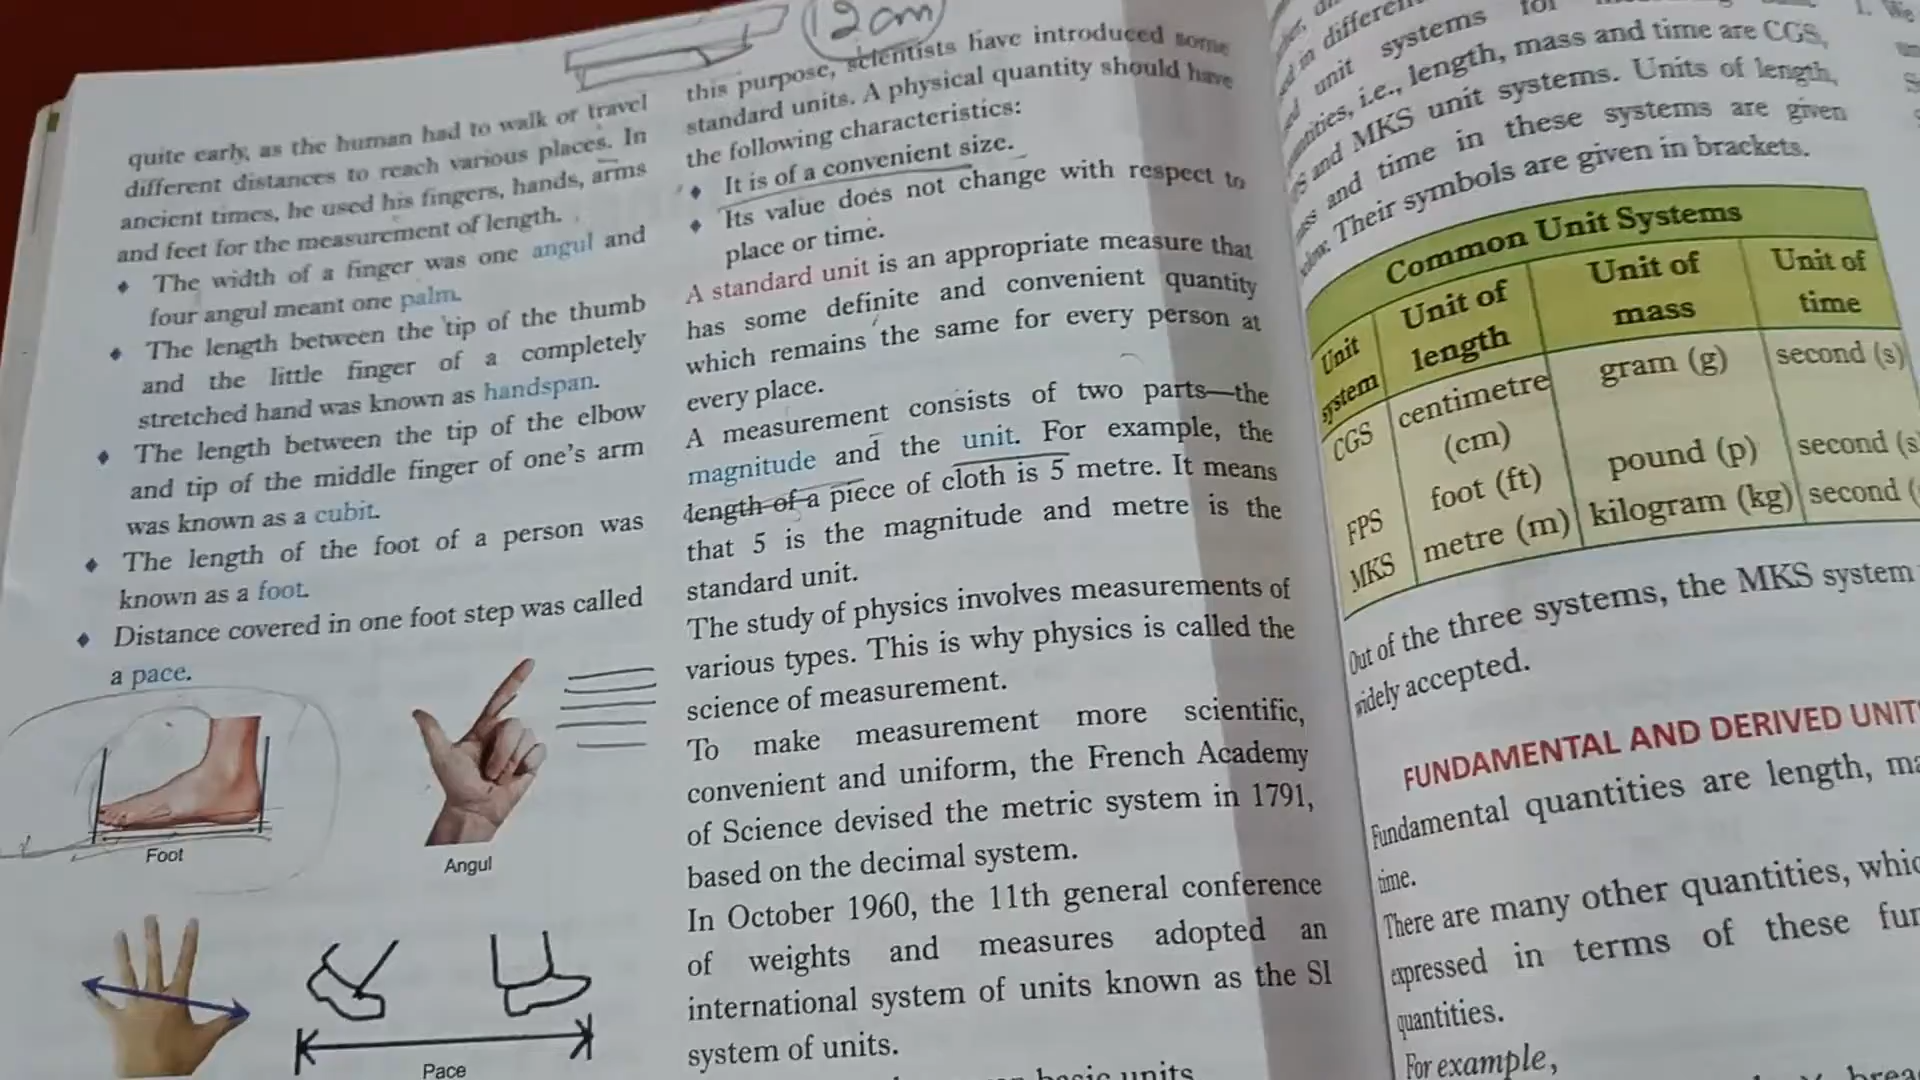 quite early, as the human had to walk or travel
different distances to reach various places. In
ancient times, he used his fingers, hands, arms
and feet for the measurement of length.
The width of a finger was one angul and
four angul meant one palm.
The length between the tip of the thumb
and the little finger of a completely
stretched hand was known as handspan.
The length between the tip of the elbow
and tip of the middle finger of one's arm
was known as a cubit.
The length of the foot of a person was
known as a foot.
Distance covered in one foot step was called
a pace.
Foot
Angul
Pace
12 cm
this purpose, scientists have introduced some
standard units. A physical quantity should have
the following characteristics:
It is of a convenient size.
Its value does not change with respect to
place or time.
A standard unit is an appropriate measure that
has some definite and convenient quantity
which remains the same for every person at
every place.
A measurement consists of two parts—the
magnitude and the unit. For example, the
length of a piece of cloth is 5 metre. It means
that 5 is the magnitude and metre is the
standard unit.
The study of physics involves measurements of
various types. This is why physics is called the
science of measurement.
To make measurement more scientific,
convenient and uniform, the French Academy
of Science devised the metric system in 1791,
based on the decimal system.
In October 1960, the 11th general conference
of weights and measures adopted an
international system of units known as the SI
system of units.
basic units
in different
unit systems for
i.e., length, mass and time are CGS,
and MKS unit systems. Units of length,
and time in these systems are given
Their symbols are given in brackets.
Common Unit Systems
Unit system Unit of length Unit of mass Unit of time
CGS centimetre (cm) gram (g) second (s)
FPS foot (ft) pound (p) second (s
MKS metre (m) kilogram (kg) second (
Out of the three systems, the MKS system
widely accepted.
FUNDAMENTAL AND DERIVED UNIT
Fundamental quantities are length, ma
time.
There are many other quantities, whic
expressed in terms of these fun
quantities.
For example,
1. We